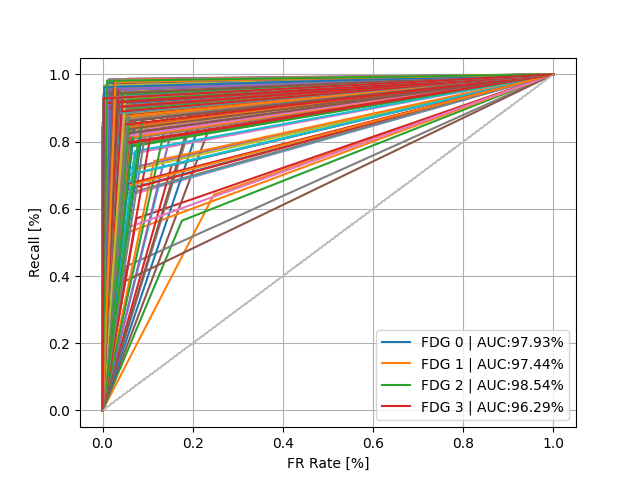 1.0
0.8
0.6
0.4
0.2
0.0
Recall [%]
0.0 0.2 0.4 0.6 0.8 1.0
FR Rate [%]
FDG 0 | AUC:97.93%
FDG 1 | AUC:97.44%
FDG 2 | AUC:98.54%
FDG 3 | AUC:96.29%